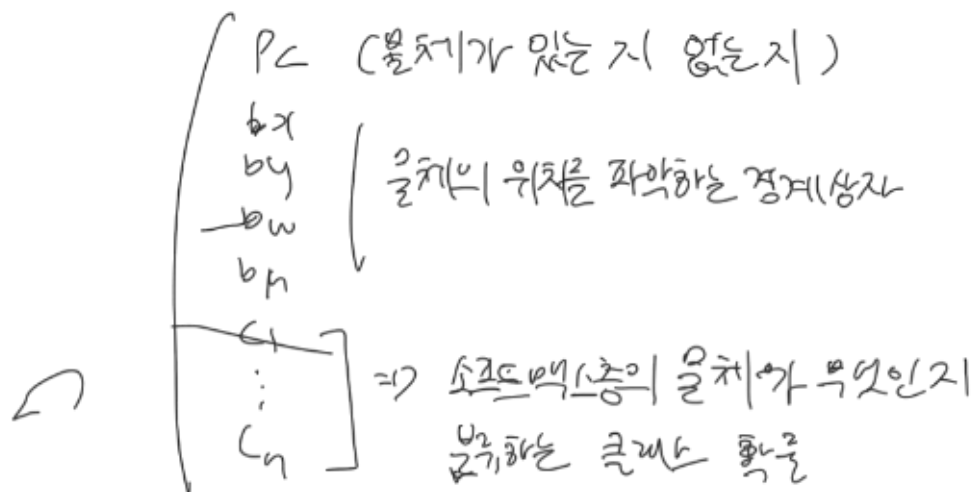 Pc (물체가 있는 지 없는 지)
bx
by
물체의 위치를 파악하는 경계상자
bw
bh
C1
⋮
=> 소프트맥스층의 물체가 무엇인지
Cn
분류하는 클래스 확률